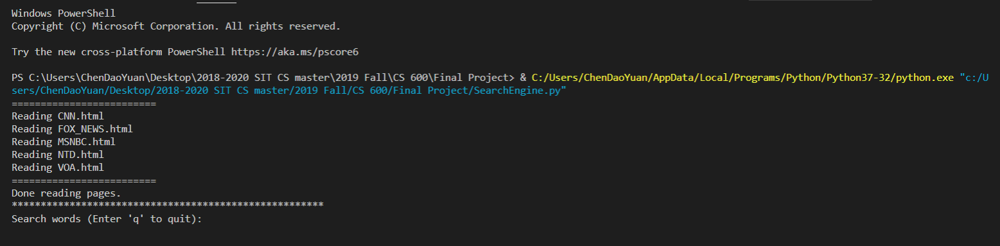 Windows PowerShell
Copyright (C) Microsoft Corporation. All rights reserved.
Try the new cross-platform PowerShell https://aka.ms/pscore6
PS C:\Users\ChenDaoYuan\Desktop\2018-2020 SIT CS master\2019 Fall\CS 600\Final Project> & C:/Users/ChenDaoYuan/AppData/Local/Programs/Python/Python37-32/python.exe "c:/U
sers/ChenDaoYuan/Desktop/2018-2020 SIT CS master/2019 Fall/CS 600/Final Project/SearchEngine.py"
=========================
Reading CNN.html
Reading FOX_NEWS.html
Reading MSNBC.html
Reading NTD.html
Reading VOA.html
=========================
Done reading pages.
******************************************************
Search words (Enter 'q' to quit):